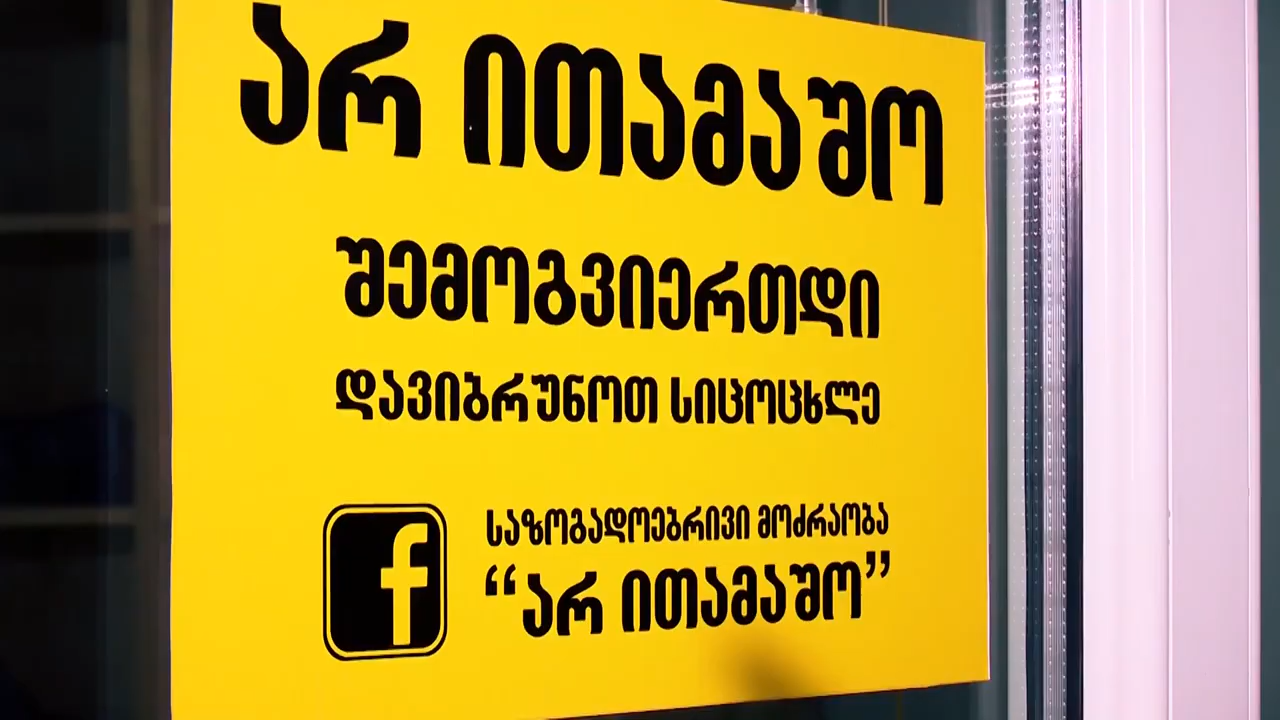 არ ითამაშო
შემოგვიერთდი
დავიბრუნოთ სიცოცხლე
საზოგადოებრივი მოძრაობა
“არ ითამაშო”